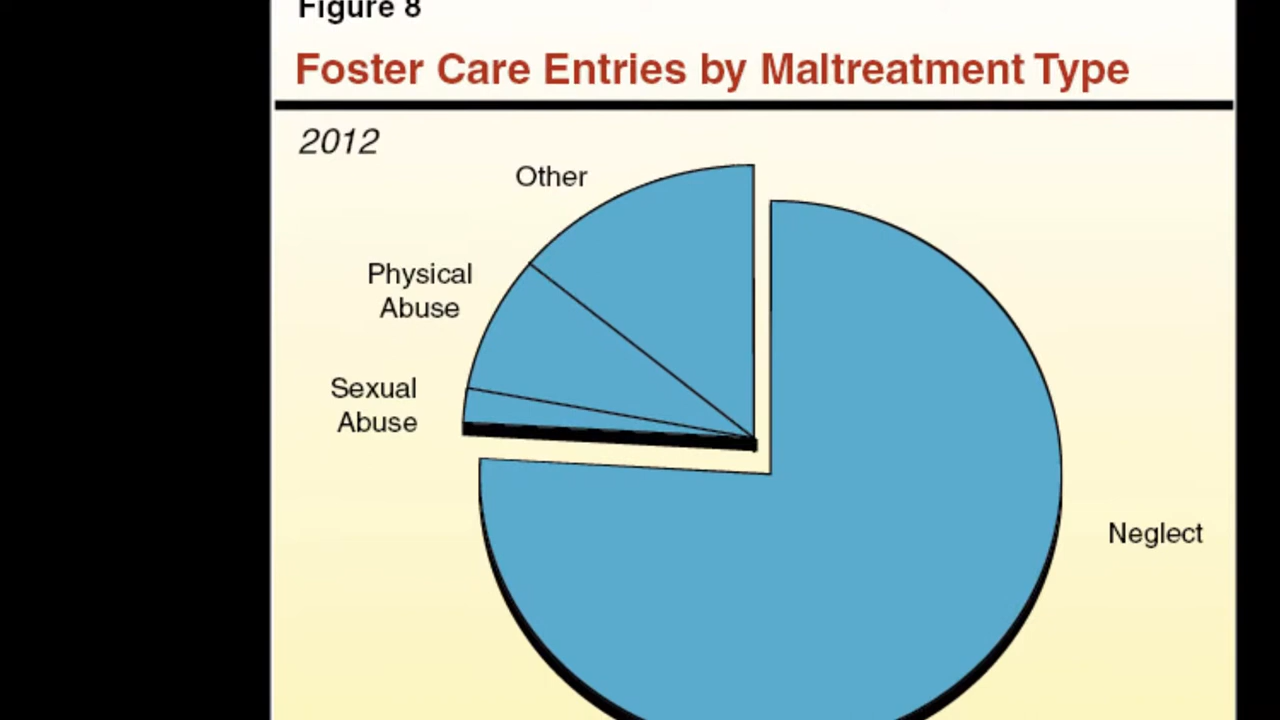 Figure 8
Foster Care Entries by Maltreatment Type
2012
Other
Physical
Abuse
Sexual
Abuse
Neglect